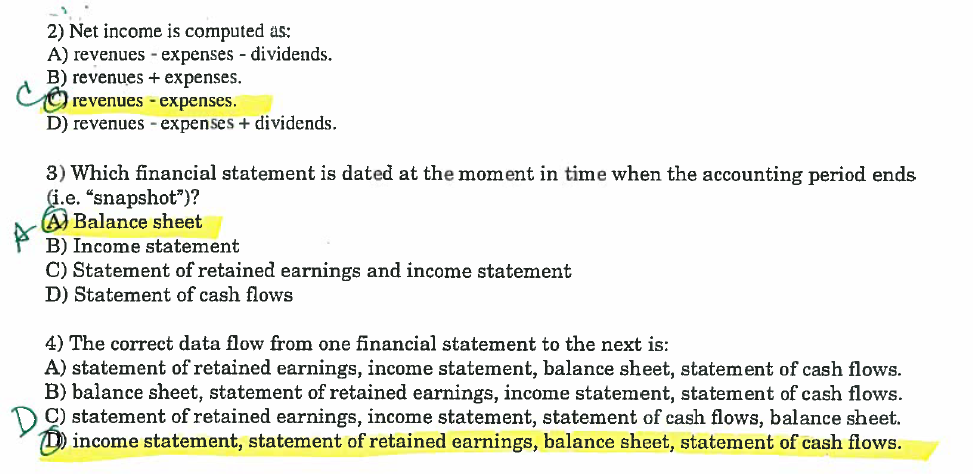 2) Net income is computed as:
A) revenues - expenses - dividends.
B) revenues + expenses.
C C) revenues - expenses.
D) revenues - expenses + dividends.
3) Which financial statement is dated at the moment in time when the accounting period ends
(i.e. “snapshot”)?
A A) Balance sheet
B) Income statement
C) Statement of retained earnings and income statement
D) Statement of cash flows
4) The correct data flow from one financial statement to the next is:
A) statement of retained earnings, income statement, balance sheet, statement of cash flows.
B) balance sheet, statement of retained earnings, income statement, statement of cash flows.
C) statement of retained earnings, income statement, statement of cash flows, balance sheet.
D D) income statement, statement of retained earnings, balance sheet, statement of cash flows.